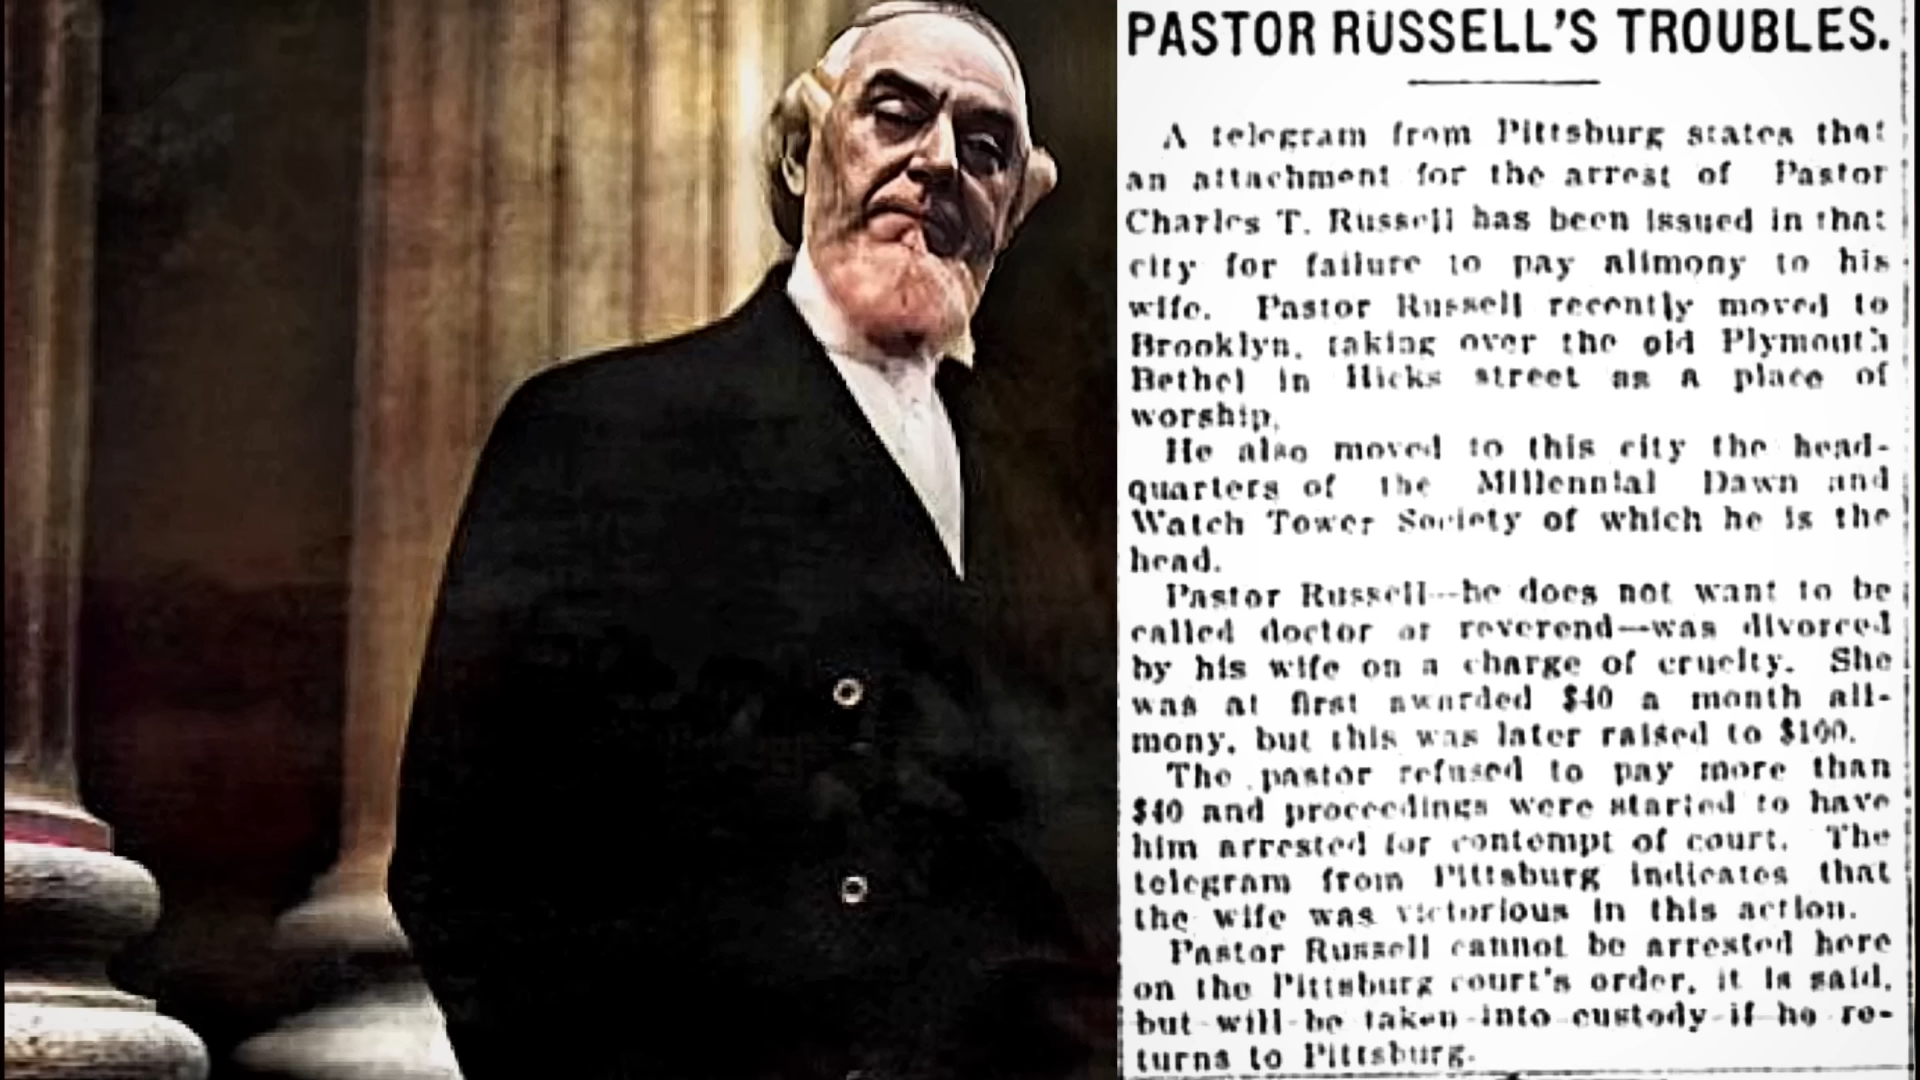 PASTOR RUSSELL'S TROUBLES.
A telegram from Pittsburg states that
an attachment for the arrest of Pastor
Charles T. Russell has been issued in that
city for failure to pay alimony to his
wife. Pastor Russell recently moved to
Brooklyn, taking over the old Plymouth
Bethel in Hicks street as a place of
worship.
He also moved to this city the head-
quarters of the Millennial Dawn and
Watch Tower Society of which he is the
head.
Pastor Russell—he does not want to be
called doctor or reverend—was divorced
by his wife on a charge of cruelty. She
was at first awarded $40 a month ali-
mony, but this was later raised to $100.
The pastor refused to pay more than
$40 and proceedings were started to have
him arrested for contempt of court. The
telegram from Pittsburg indicates that
the wife was victorious in this action.
Pastor Russell cannot be arrested here
on the Pittsburg court's order, it is said,
but will be taken into custody if he re-
turns to Pittsburg.